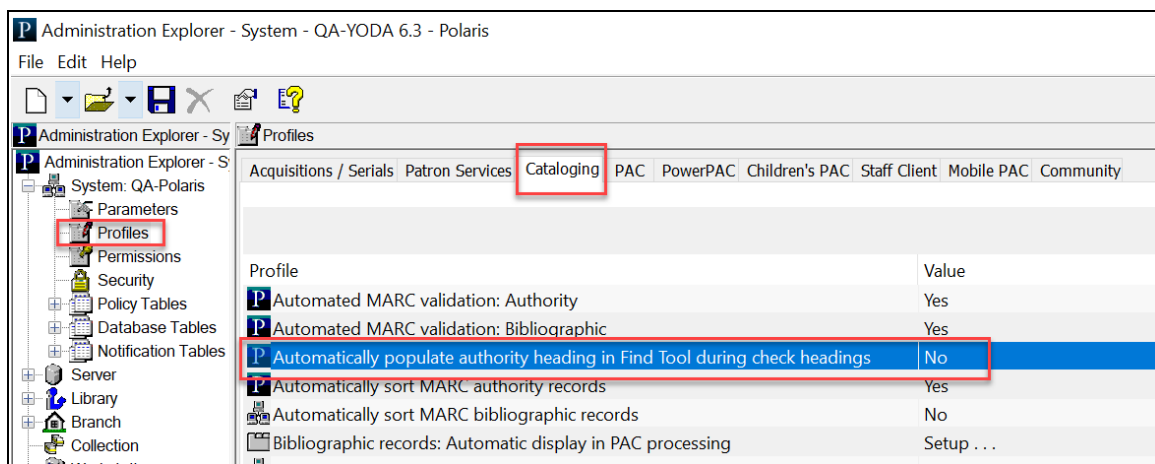 Administration Explorer - System - QA-YODA 6.3 - Polaris
File Edit Help
Administration Explorer - Sy
Profiles
Administration Explorer - S
System: QA-Polaris
Parameters
Profiles
Permissions
Security
Policy Tables
Database Tables
Notification Tables
Server
Library
Branch
Collection
Acquisitions / Serials Patron Services Cataloging PAC PowerPAC Children's PAC Staff Client Mobile PAC Community
Profile Value
Automated MARC validation: Authority Yes
Automated MARC validation: Bibliographic Yes
Automatically populate authority heading in Find Tool during check headings No
Automatically sort MARC authority records Yes
Automatically sort MARC bibliographic records No
Bibliographic records: Automatic display in PAC processing Setup . . .